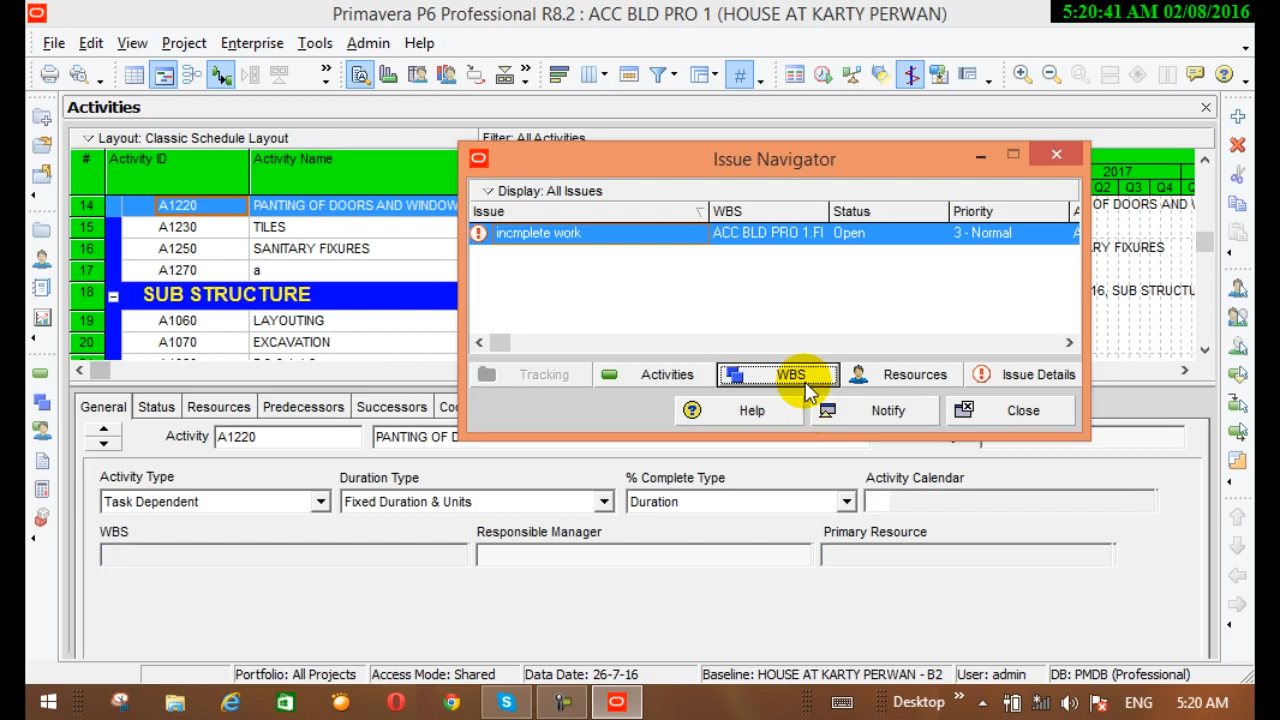 Primavera P6 Professional R8.2 : ACC BLD PRO 1 (HOUSE AT KARTY PERWAN)
5:20:41 AM 02/08/2016
File Edit View Project Enterprise Tools Admin Help
Activities
Layout: Classic Schedule Layout
Filter: All Activities
# Activity ID Activity Name
2017
Q2 Q3 Q4
14 A1220 PANTING OF DOORS AND WINDOW
OF DOORS AND
15 A1230 TILES
16 A1250 SANITARY FIXURES
RY FIXURES
17 A1270 a
18 SUB STRUCTURE
16, SUB STRUCTU
19 A1060 LAYOUTING
20 A1070 EXCAVATION
Issue Navigator
Display: All Issues
Issue WBS Status Priority
incmplete work ACC BLD PRO 1.FI Open 3 - Normal
Tracking Activities WBS Resources Issue Details
Help Notify Close
General Status Resources Predecessors Successors Co
Activity A1220 PANTING OF D
Activity Type Duration Type % Complete Type Activity Calendar
Task Dependent Fixed Duration & Units Duration
WBS Responsible Manager Primary Resource
Portfolio: All Projects Access Mode: Shared Data Date: 26-7-16 Baseline: HOUSE AT KARTY PERWAN - B2 User: admin DB: PMDB (Professional)
Desktop ENG 5:20 AM